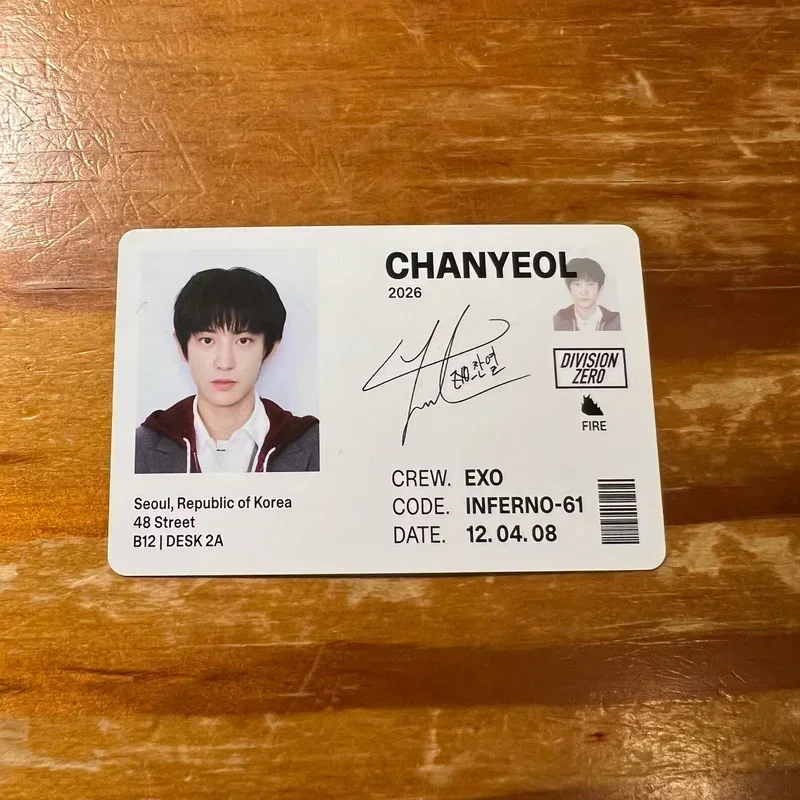 CHANYEOL
2026
EXO 찬열
DIVISION
ZERO
FIRE
CREW. EXO
CODE. INFERNO-61
DATE. 12. 04. 08
Seoul, Republic of Korea
48 Street
B12 | DESK 2A